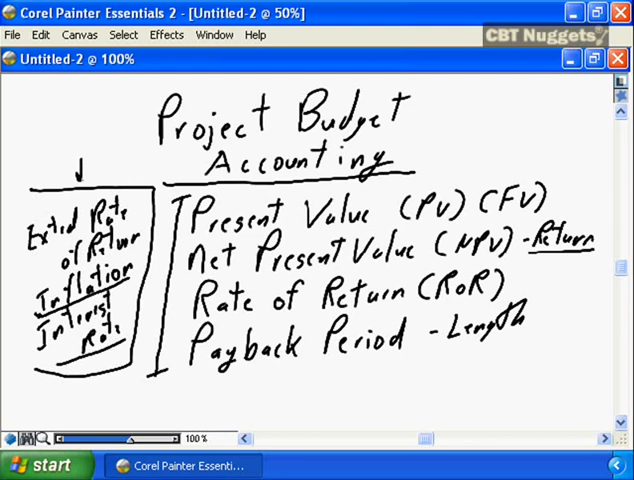 Corel Painter Essentials 2 - [Untitled-2 @ 50%]
File Edit Canvas Select Effects Window Help
CBT Nuggets
Untitled-2 @ 100%
Project Budget
Accounting
Present Value (PV) (FV)
Net Present Value (NPV) - Return
Rate of Return (RoR)
Payback Period - Length
Rate
of Return
Inflation
Interest
Rate
100%
start
Corel Painter Essenti...